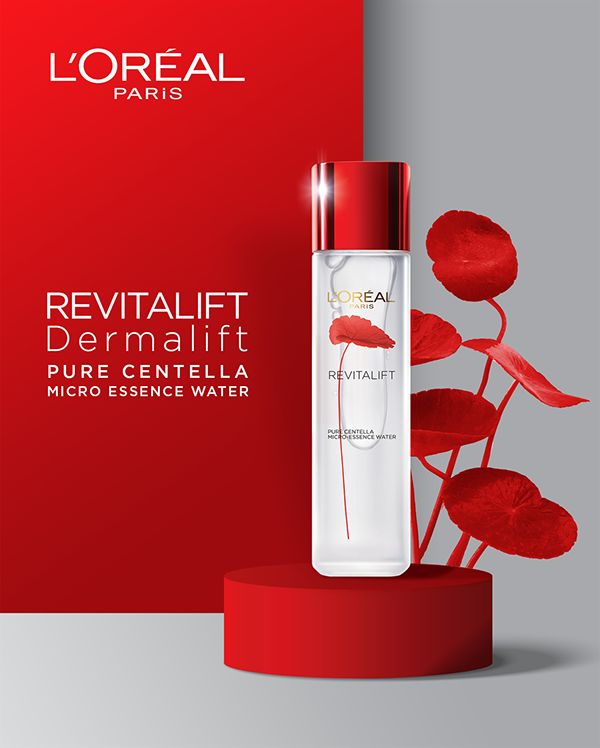 L'ORÉAL
PARiS
REVITALIFT
Dermalift
PURE CENTELLA
MICRO ESSENCE WATER
L'ORÉAL
PARIS
REVITALIFT
PURE CENTELLA
MICRO-ESSENCE WATER